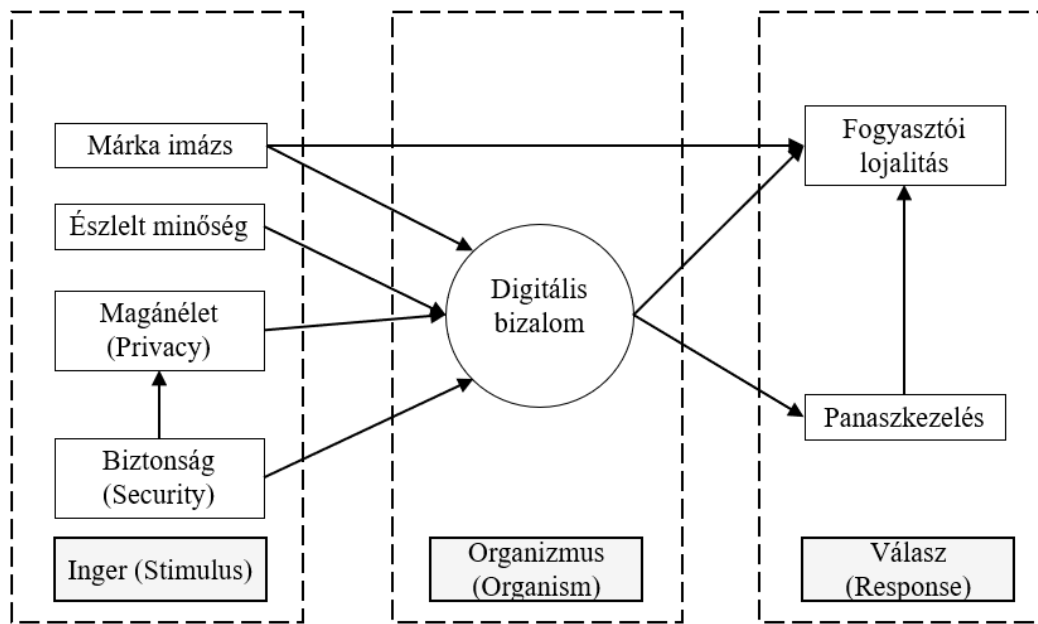 Márka imázs
Észlelt minőség
Magánélet
(Privacy)
Biztonság
(Security)
Inger (Stimulus)
Digitális
bizalom
Organizmus
(Organism)
Fogyasztói
lojalitás
Panaszkezelés
Válasz
(Response)